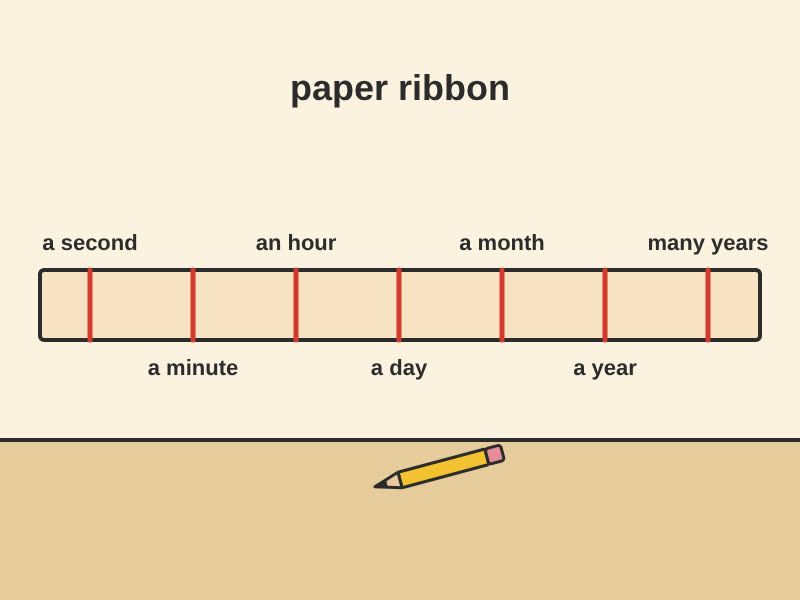 paper ribbon
a second
an hour
a month
many years
a minute
a day
a year